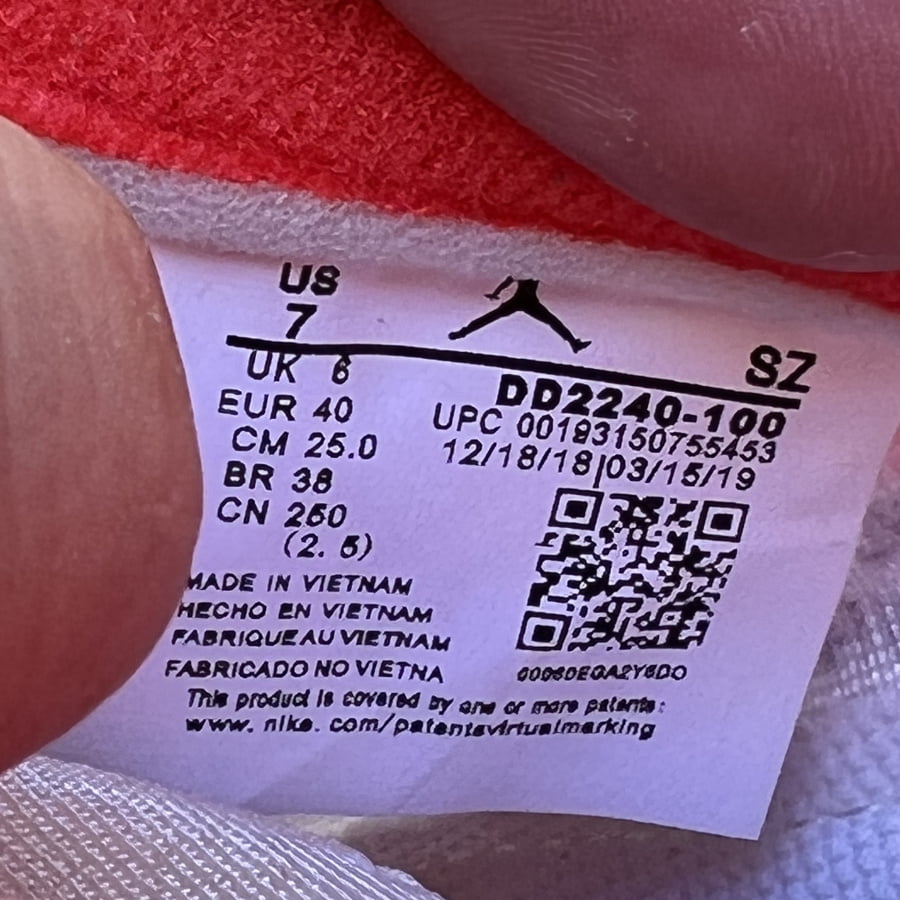 US
7
SZ
UK 6
EUR 40
CM 25.0
BR 38
CN 250
(2. 5)
DD2240-100
UPC 00193150755453
12/18/18|03/15/19
MADE IN VIETNAM
HECHO EN VIETNAM
FABRIQUEAU VIETNAM
FABRICADO NO VIETNA
This product is covered by one or more patents:
www. nike. com/patentsvirtualmarking